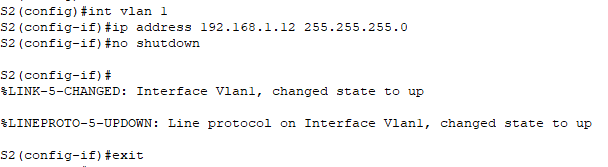 S2(config)#int vlan 1
S2(config-if)#ip address 192.168.1.12 255.255.255.0
S2(config-if)#no shutdown
S2(config-if)#
%LINK-5-CHANGED: Interface Vlan1, changed state to up
%LINEPROTO-5-UPDOWN: Line protocol on Interface Vlan1, changed state to up
S2(config-if)#exit